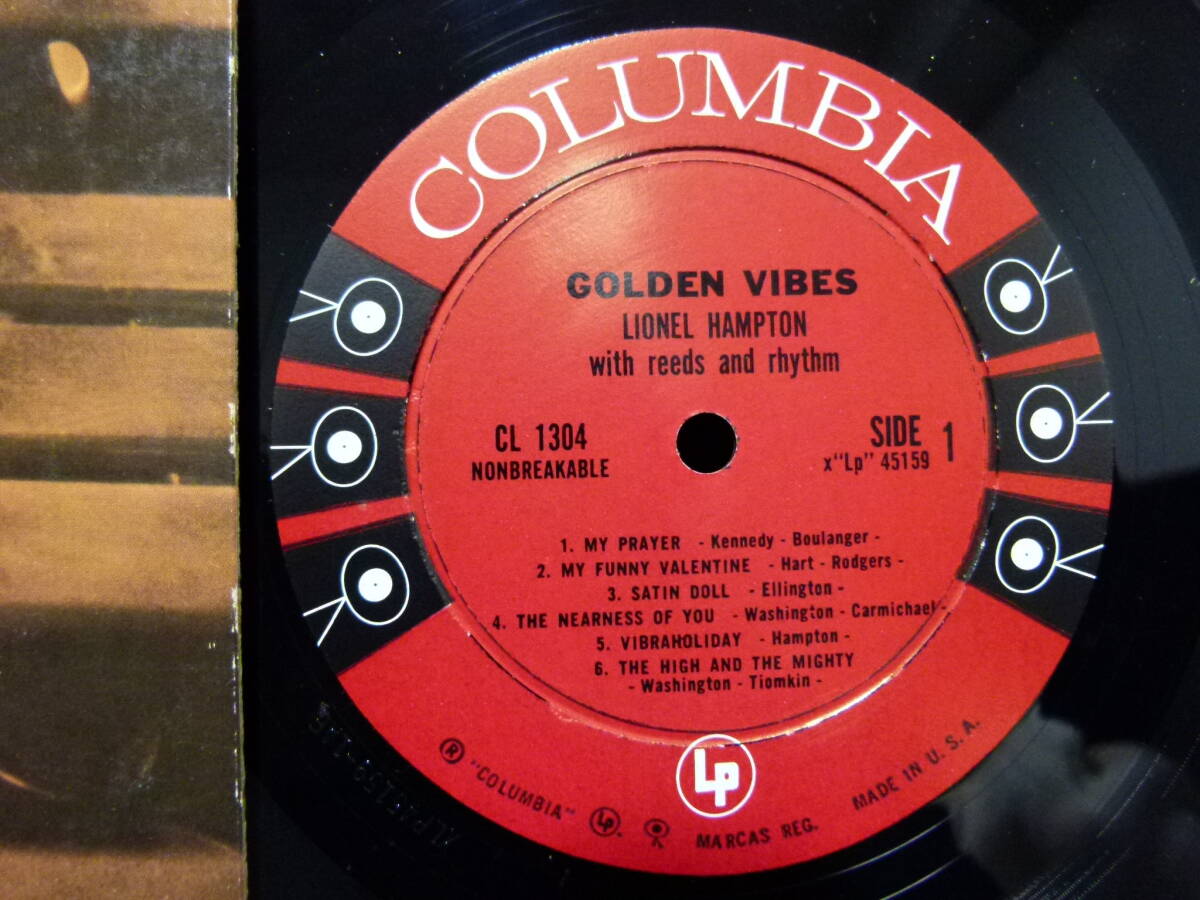 COLUMBIA
GOLDEN VIBES
LIONEL HAMPTON
with reeds and rhythm
CL 1304
NONBREAKABLE
SIDE 1
x"Lp" 45159
1. MY PRAYER - Kennedy - Boulanger -
2. MY FUNNY VALENTINE - Hart - Rodgers -
3. SATIN DOLL - Ellington -
4. THE NEARNESS OF YOU - Washington - Carmichael -
5. VIBRAHOLIDAY - Hampton -
6. THE HIGH AND THE MIGHTY
- Washington - Tiomkin -
Lp
® "COLUMBIA" Lp. MARCAS REG. MADE IN U. S. A.